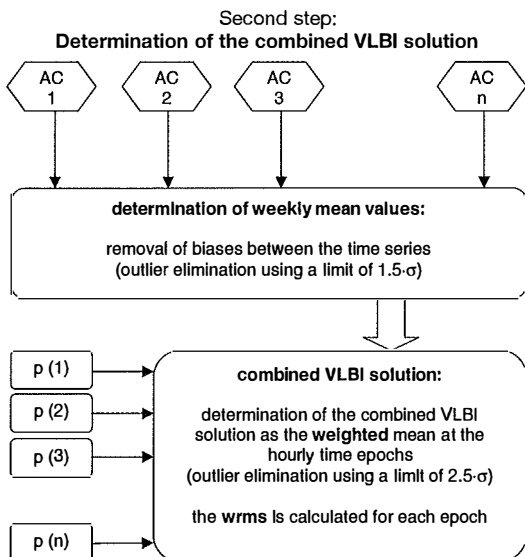 Second step:
Determination of the combined VLBI solution
AC
1
AC
2
AC
3
AC
n
determination of weekly mean values:
removal of biases between the time series
(outlier elimination using a limit of 1.5·σ)
p (1)
p (2)
p (3)
p (n)
combined VLBI solution:
determination of the combined VLBI
solution as the weighted mean at the
hourly time epochs
(outlier elimination using a limit of 2.5·σ)
the wrms is calculated for each epoch